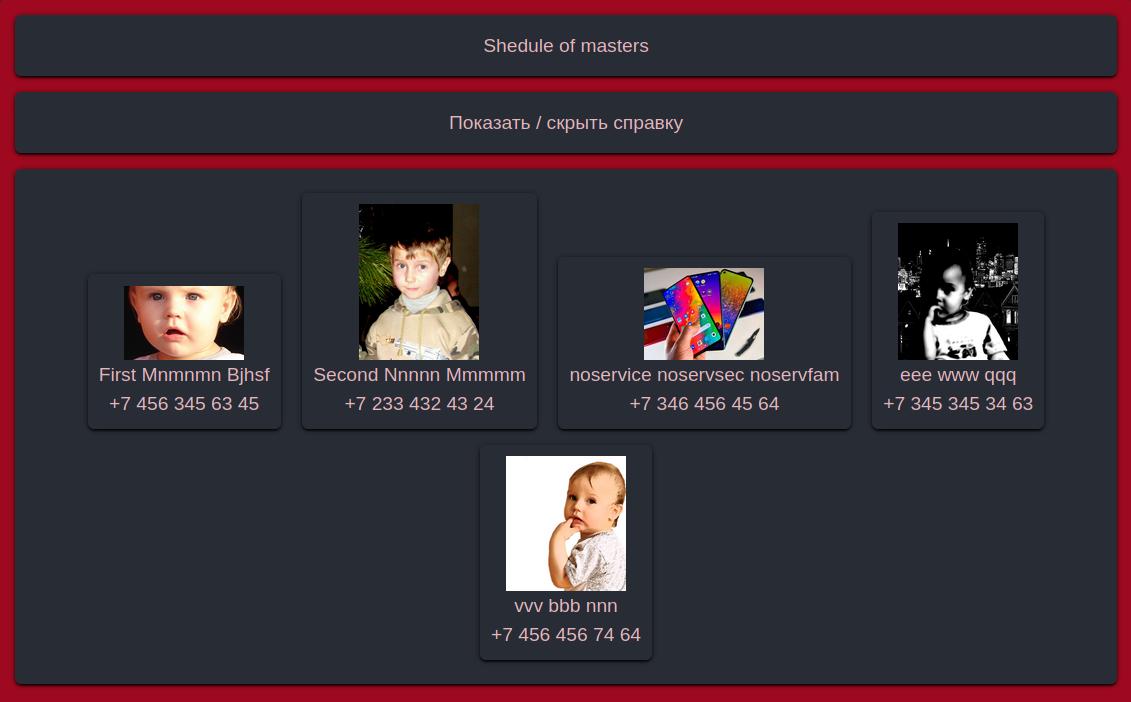 Shedule of masters
Показать / скрыть справку
First Mnmnmn Bjhsf
+7 456 345 63 45
Second Nnnnn Mmmmm
+7 233 432 43 24
noservice noservsec noservfam
+7 346 456 45 64
eee www qqq
+7 345 345 34 63
vvv bbb nnn
+7 456 456 74 64